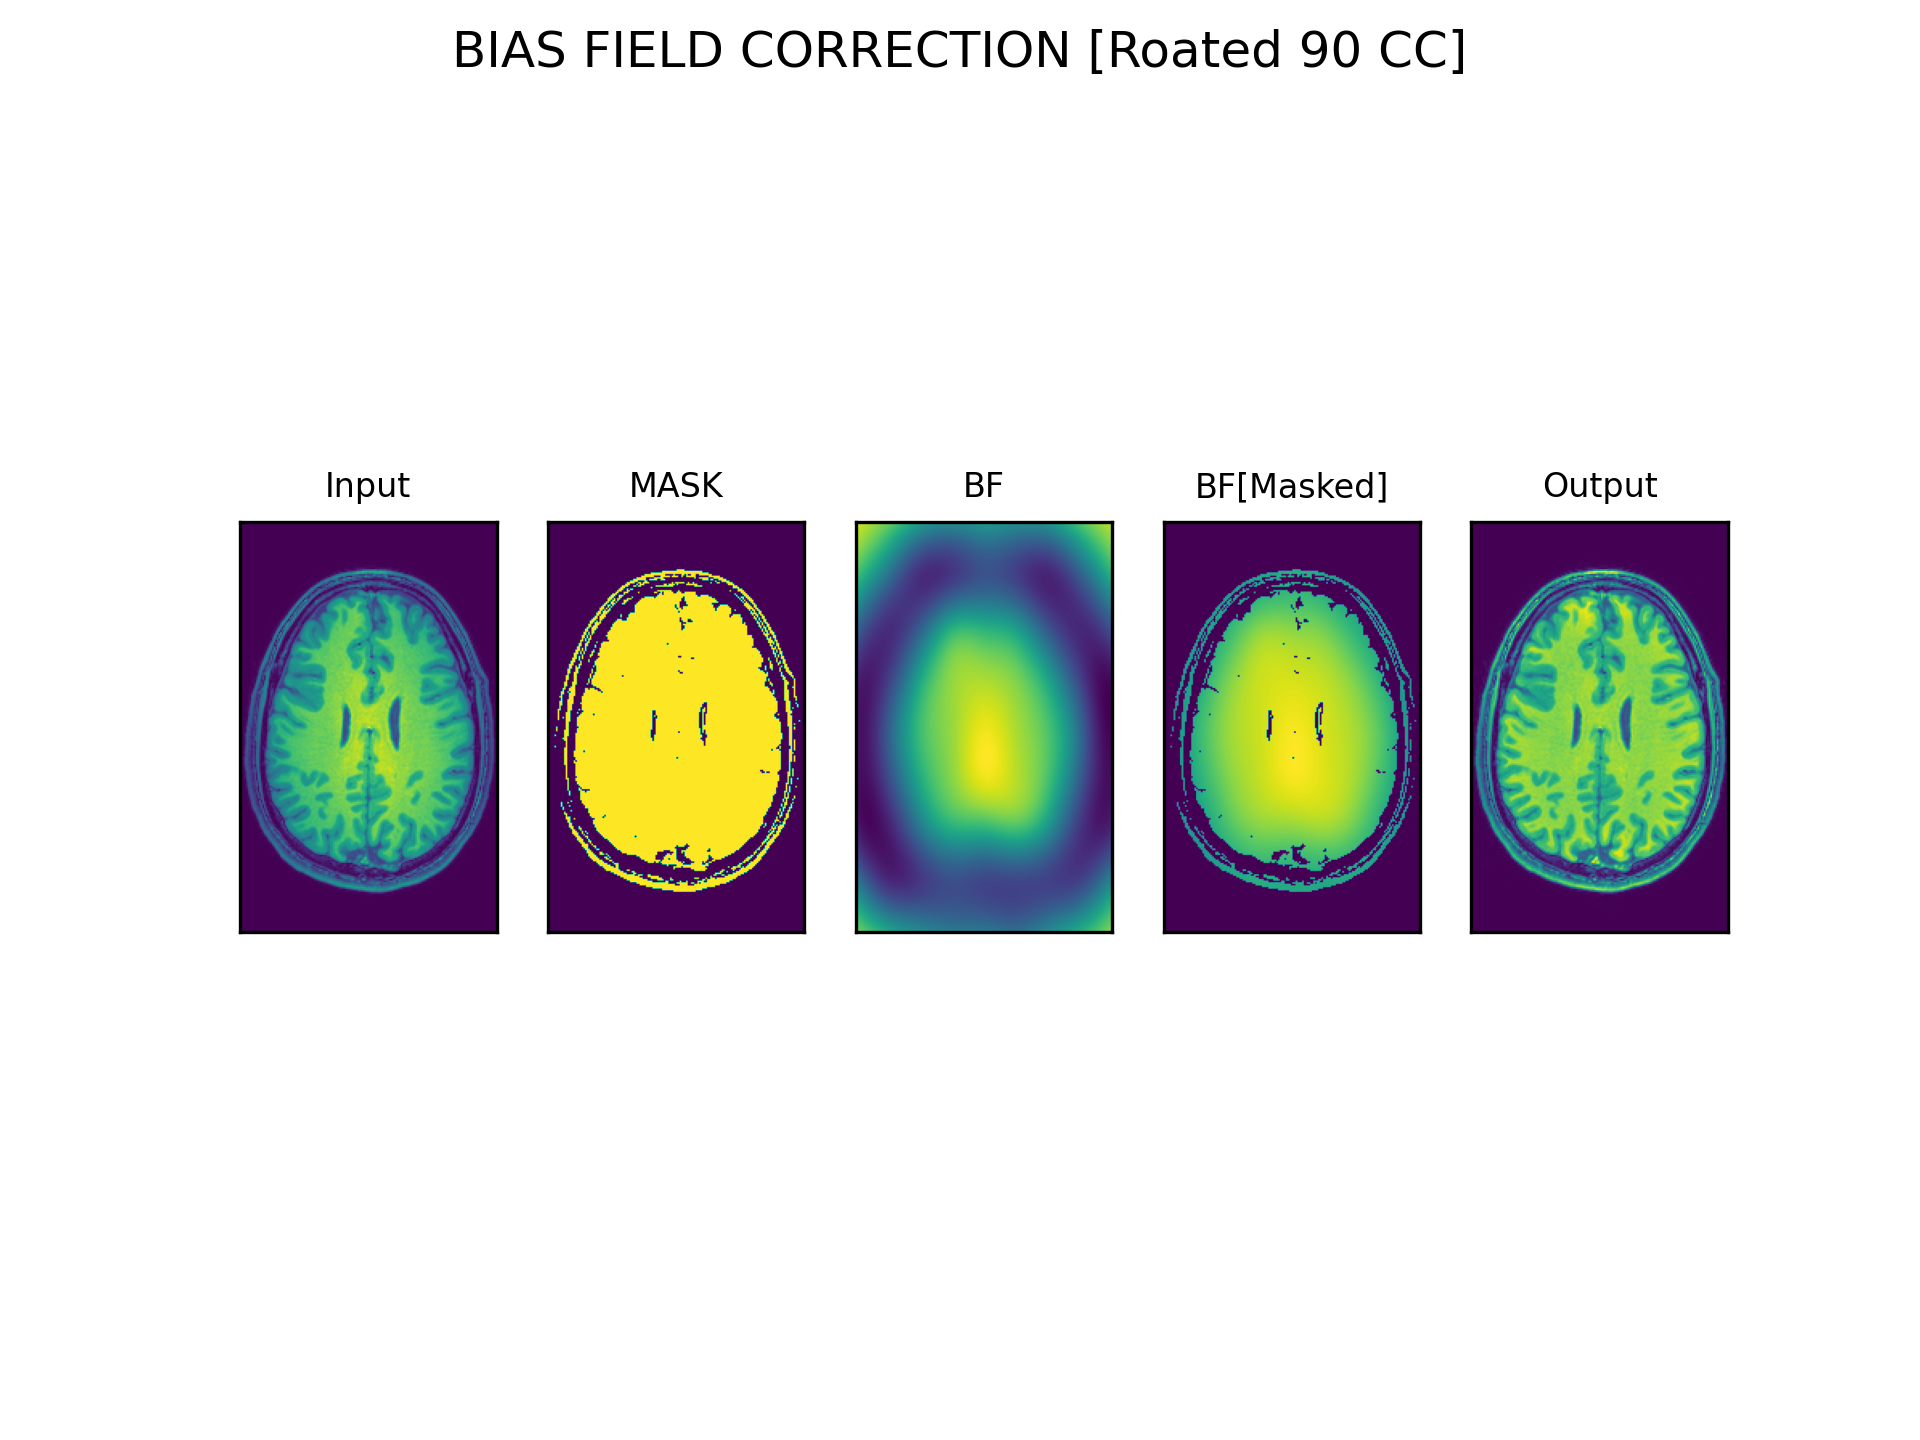 BIAS FIELD CORRECTION [Roated 90 CC]
Input
MASK
BF
BF[Masked]
Output